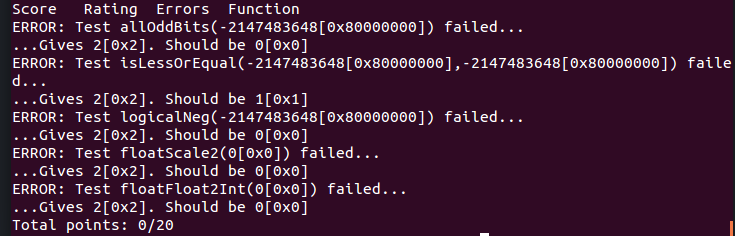 Score   Rating  Errors  Function
ERROR: Test allOddBits(-2147483648[0x80000000]) failed...
...Gives 2[0x2]. Should be 0[0x0]
ERROR: Test isLessOrEqual(-2147483648[0x80000000],-2147483648[0x80000000]) faile
d...
...Gives 2[0x2]. Should be 1[0x1]
ERROR: Test logicalNeg(-2147483648[0x80000000]) failed...
...Gives 2[0x2]. Should be 0[0x0]
ERROR: Test floatScale2(0[0x0]) failed...
...Gives 2[0x2]. Should be 0[0x0]
ERROR: Test floatFloat2Int(0[0x0]) failed...
...Gives 2[0x2]. Should be 0[0x0]
Total points: 0/20